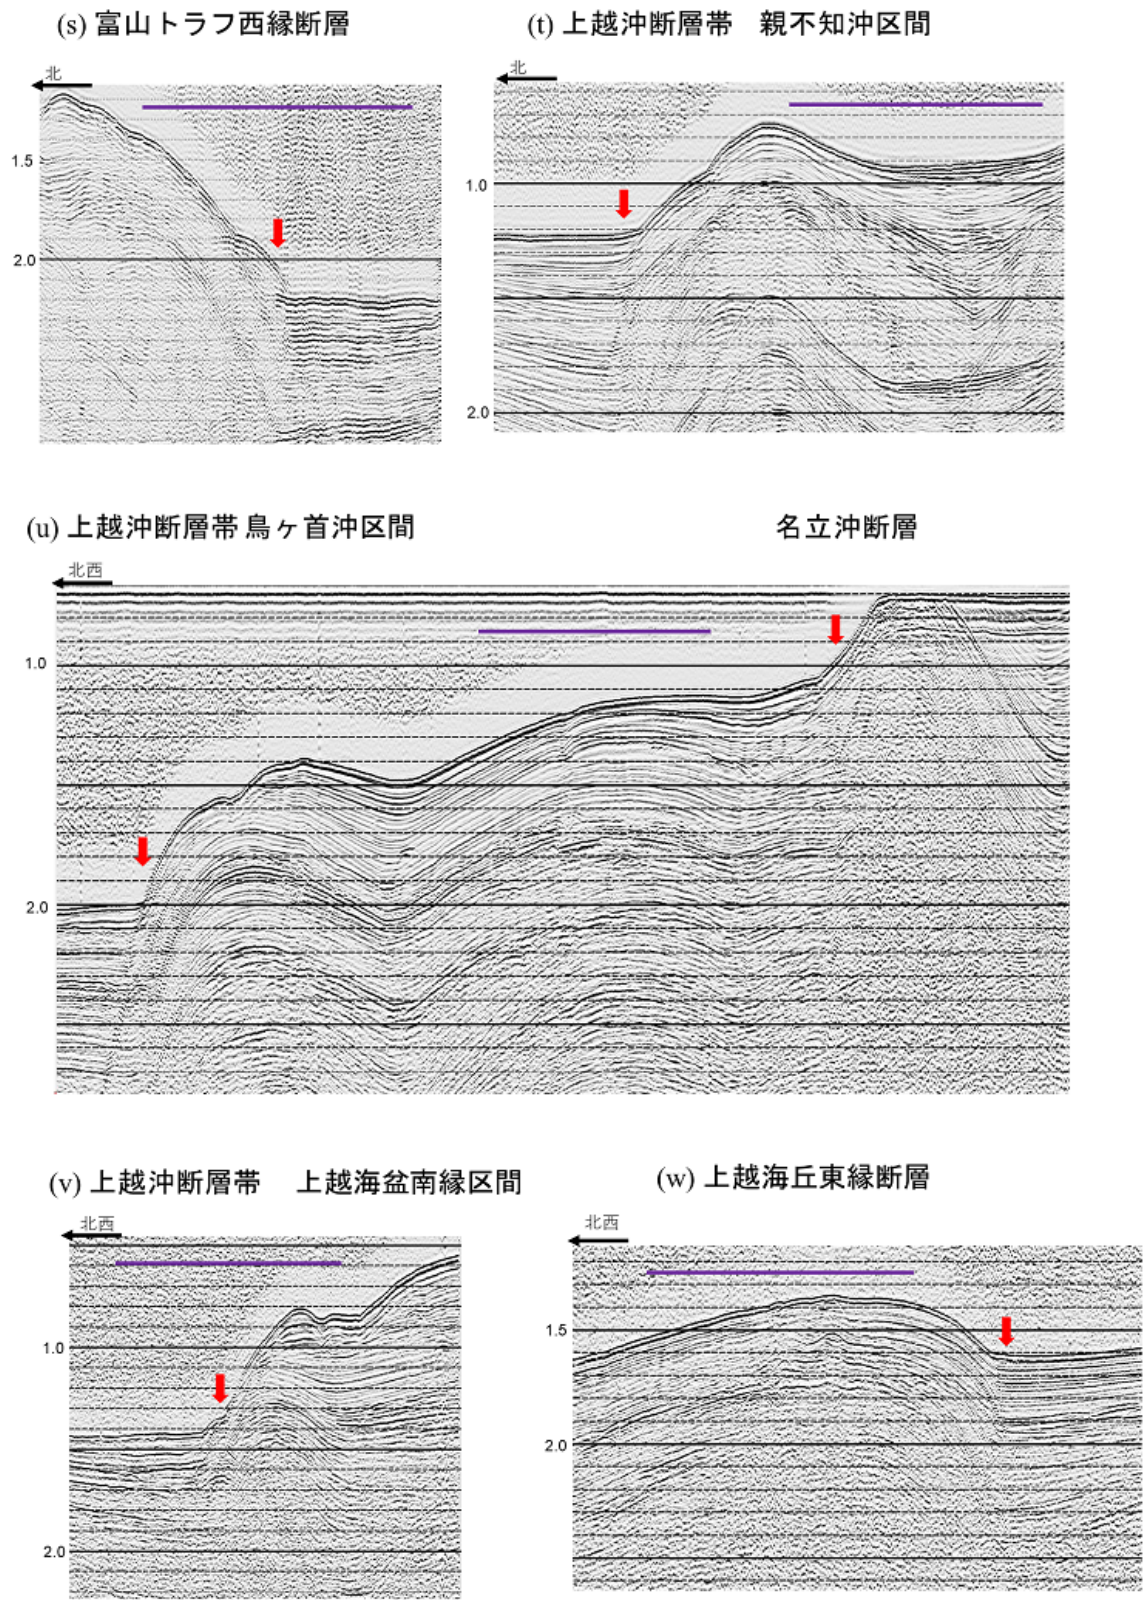 (s) 富山トラフ西縁断層
(t) 上越沖断層帯　親不知沖区間
北
北
1.5
2.0
1.0
2.0
(u) 上越沖断層帯 鳥ヶ首沖区間
名立沖断層
北西
1.0
2.0
(v) 上越沖断層帯　上越海盆南縁区間
(w) 上越海丘東縁断層
北西
北西
1.0
2.0
1.5
2.0